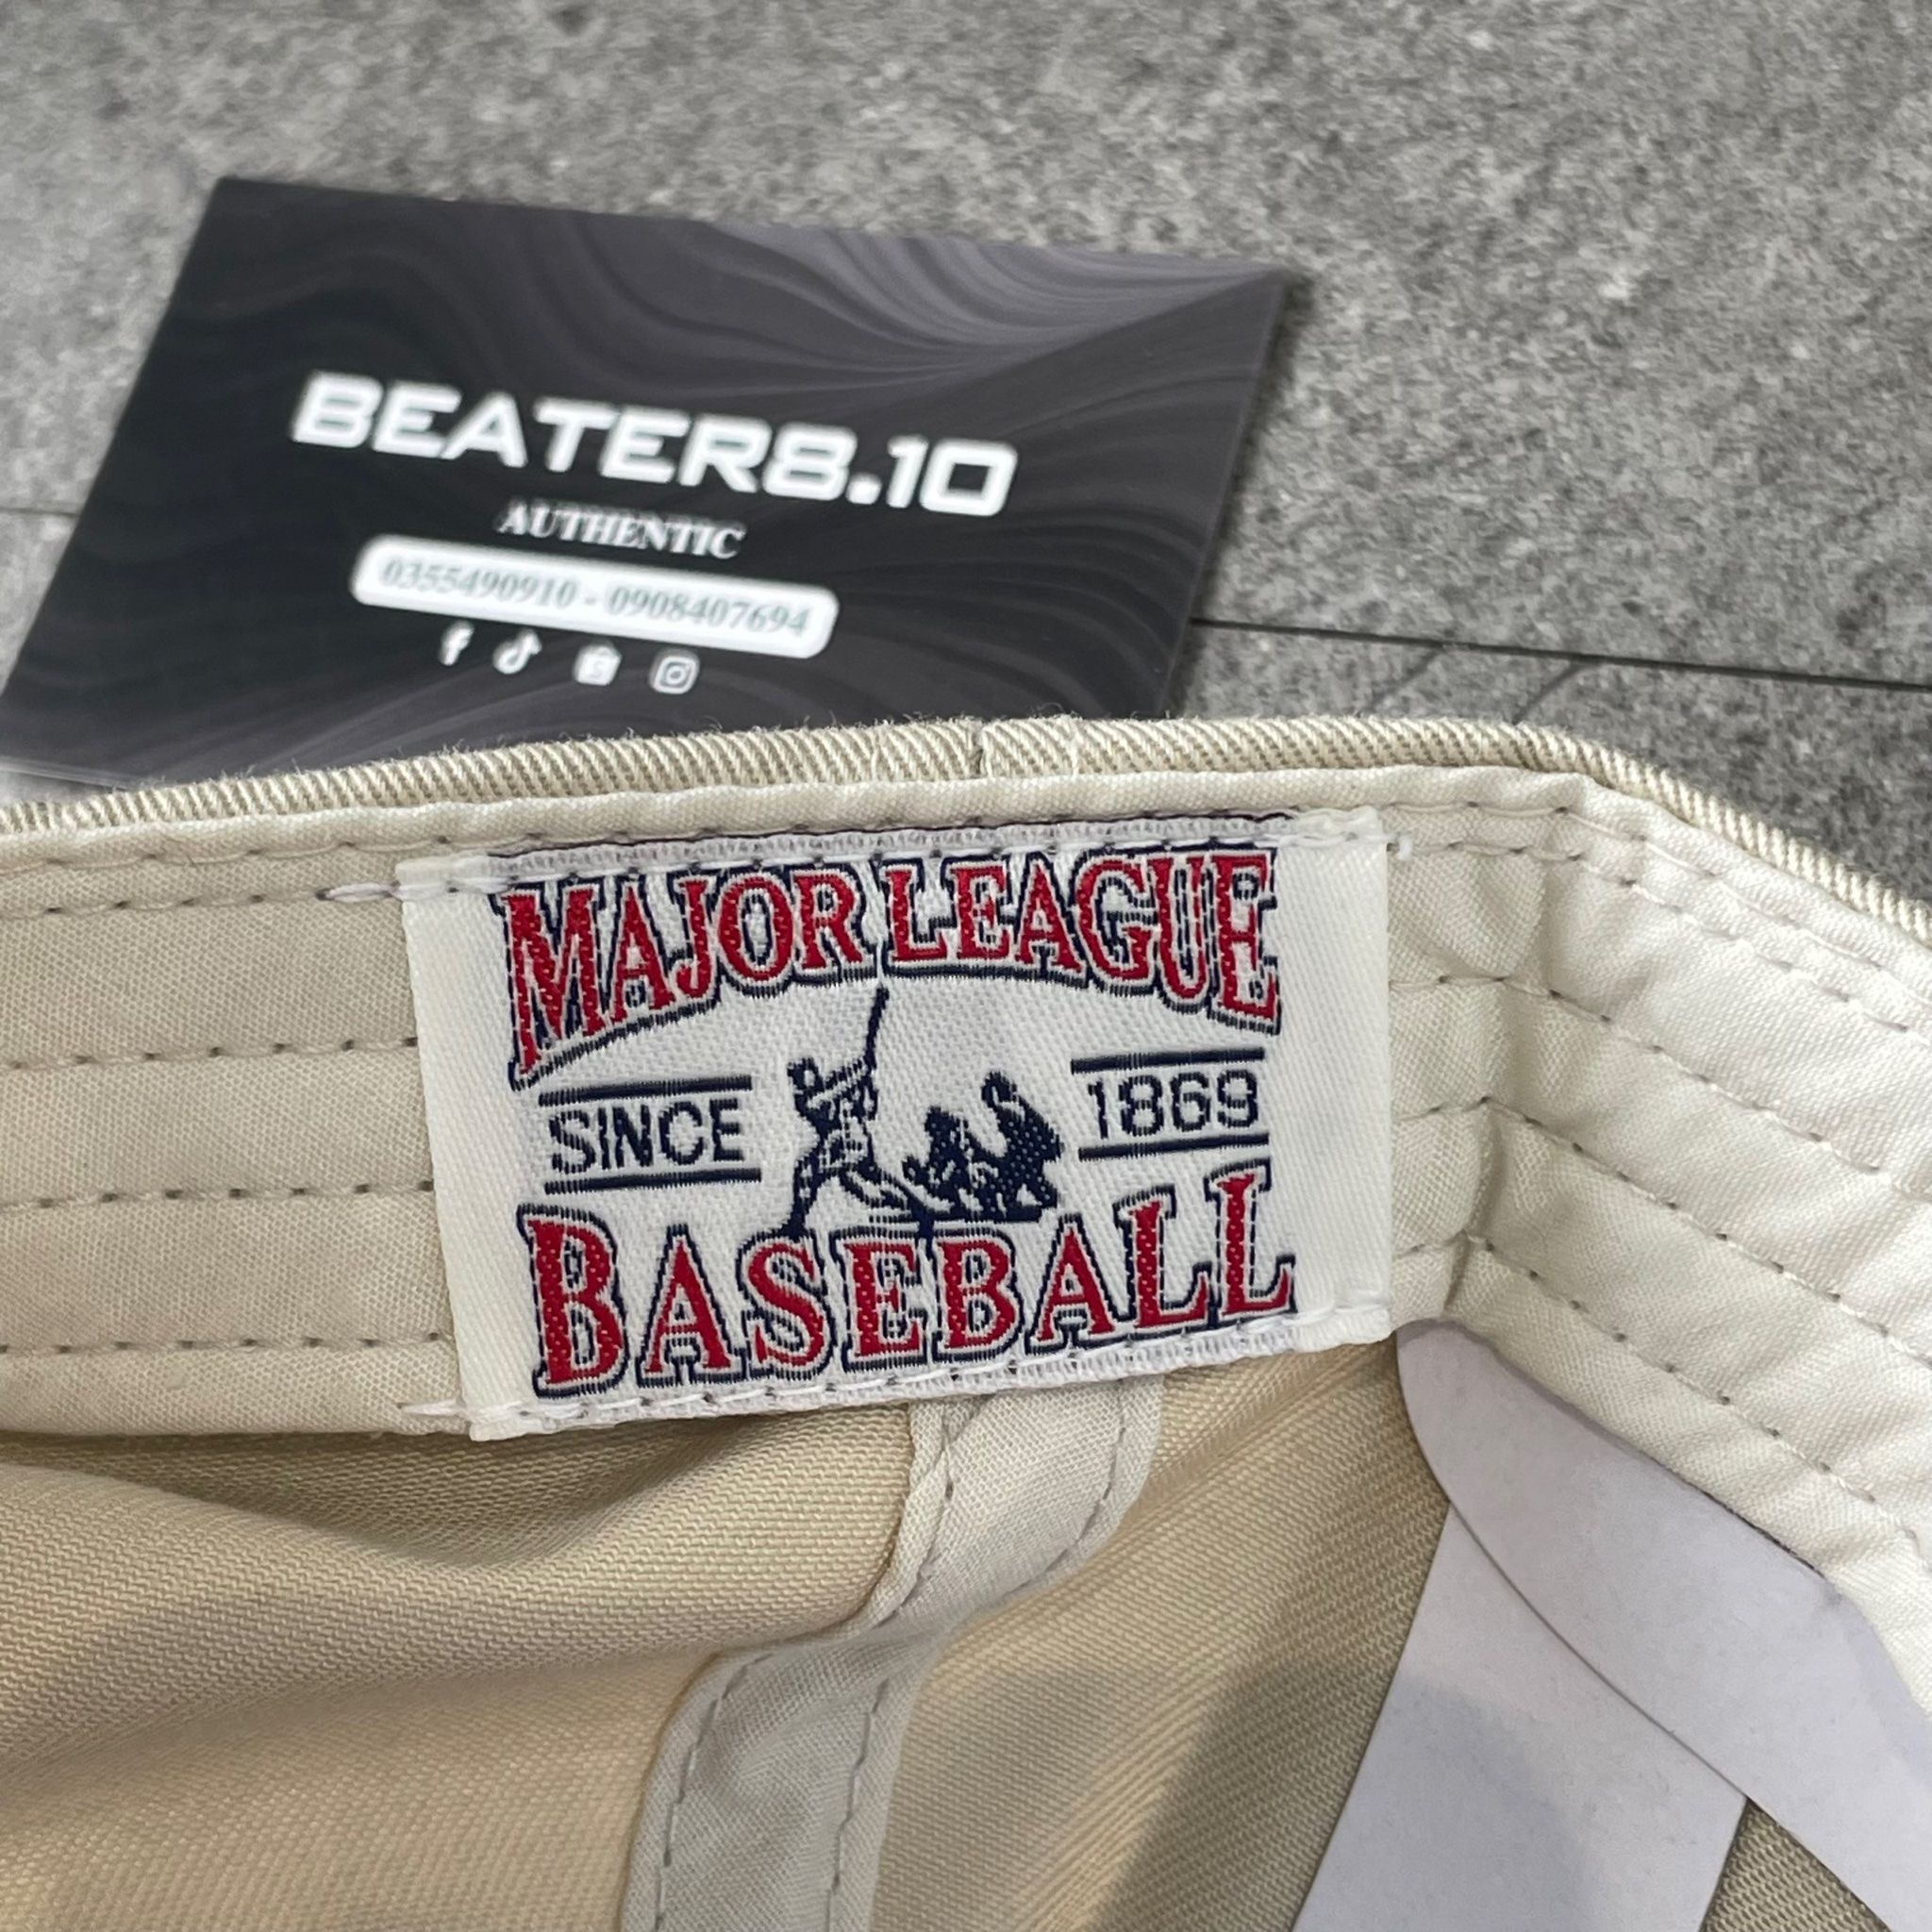 BEATER8.10
AUTHENTIC
0355490910 - 0908407694
MAJOR LEAGUE
SINCE 1869
BASEBALL